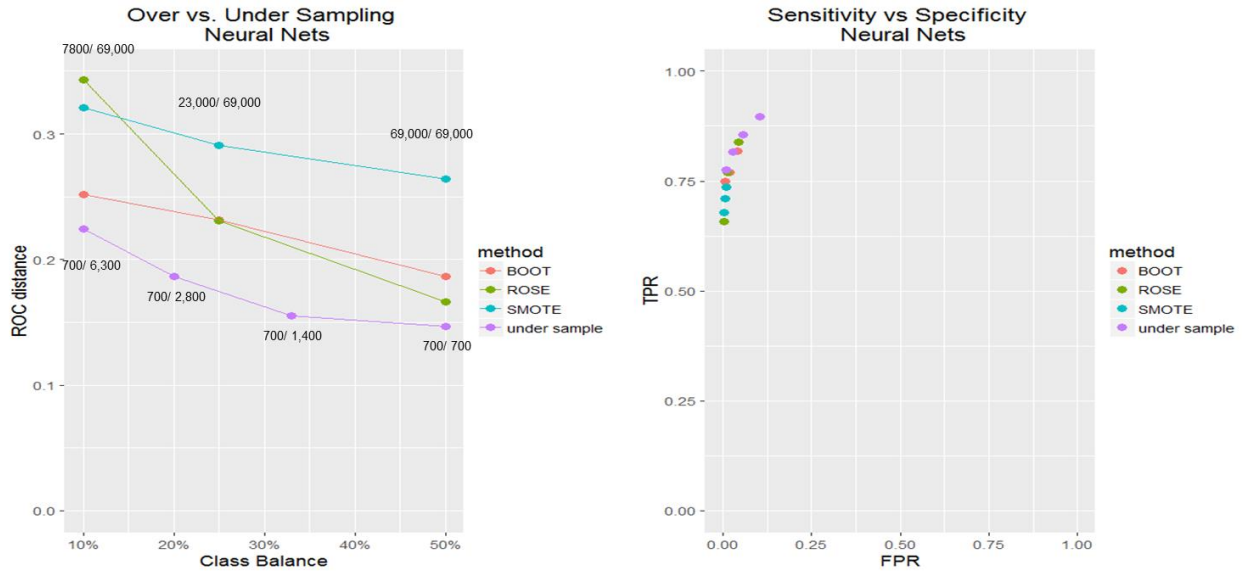 Over vs. Under Sampling
Neural Nets
7800/ 69,000
23,000/ 69,000
69,000/ 69,000
700/ 6,300
700/ 2,800
700/ 1,400
700/ 700
ROC distance
0.3
0.2
0.1
0.0
10%
20%
30%
40%
50%
Class Balance
method
BOOT
ROSE
SMOTE
under sample
Sensitivity vs Specificity
Neural Nets
TPR
1.00
0.75
0.50
0.25
0.00
0.00
0.25
0.50
0.75
1.00
FPR
method
BOOT
ROSE
SMOTE
under sample